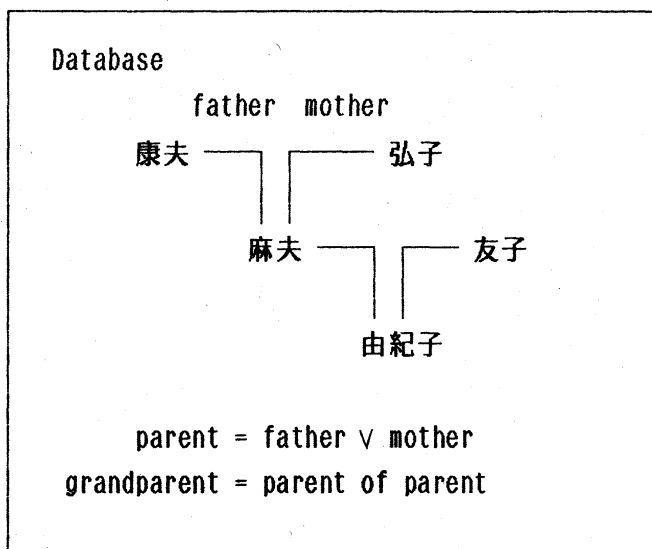 Database
father mother
康夫 弘子
麻夫 友子
由紀子
parent = father ∨ mother
grandparent = parent of parent